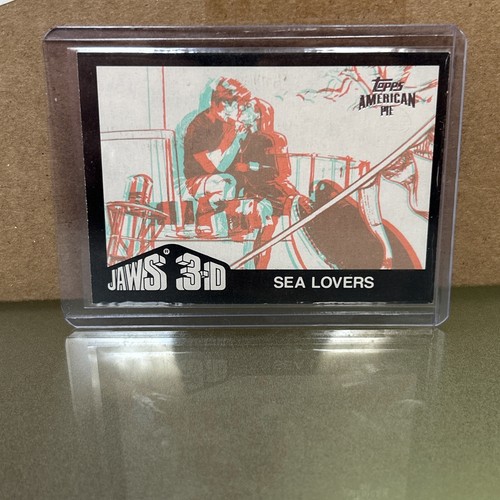 topps
AMERICAN
PIE
JAWS® 3-D
SEA LOVERS